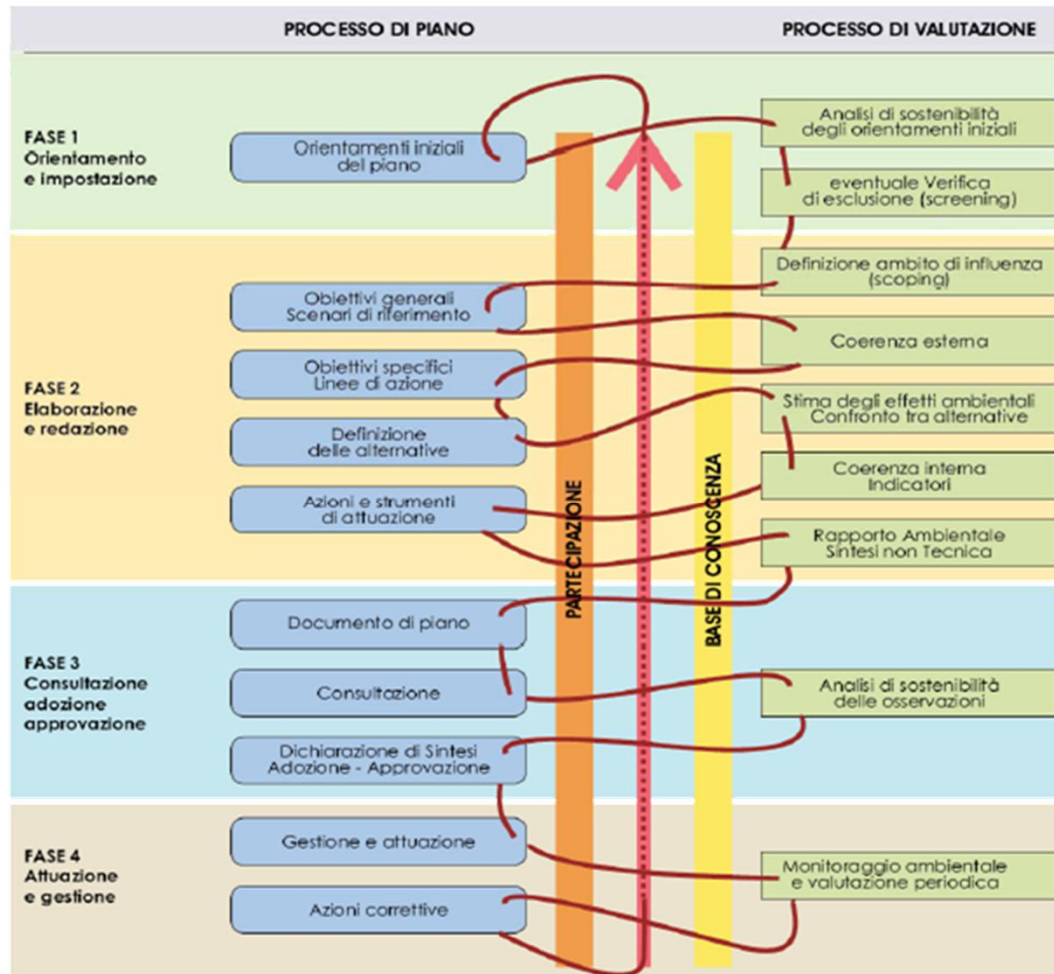 PROCESSO DI PIANO
PROCESSO DI VALUTAZIONE
FASE 1
Orientamento
e impostazione
Orientamenti iniziali
del piano
Analisi di sostenibilità
degli orientamenti iniziali
eventuale Verifica
di esclusione (screening)
FASE 2
Elaborazione
e redazione
Obiettivi generali
Scenari di riferimento
Obiettivi specifici
Linee di azione
Definizione
delle alternative
Azioni e strumenti
di attuazione
Definizione ambito di influenza
(scoping)
Coerenza esterna
Stima degli effetti ambientali
Confronto tra alternative
Coerenza interna
Indicatori
Rapporto Ambientale
Sintesi non Tecnica
PARTECIPAZIONE
BASE DI CONOSCENZA
FASE 3
Consultazione
adozione
approvazione
Documento di piano
Consultazione
Dichiarazione di Sintesi
Adozione - Approvazione
Analisi di sostenibilità
delle osservazioni
FASE 4
Attuazione
e gestione
Gestione e attuazione
Azioni correttive
Monitoraggio ambientale
e valutazione periodica